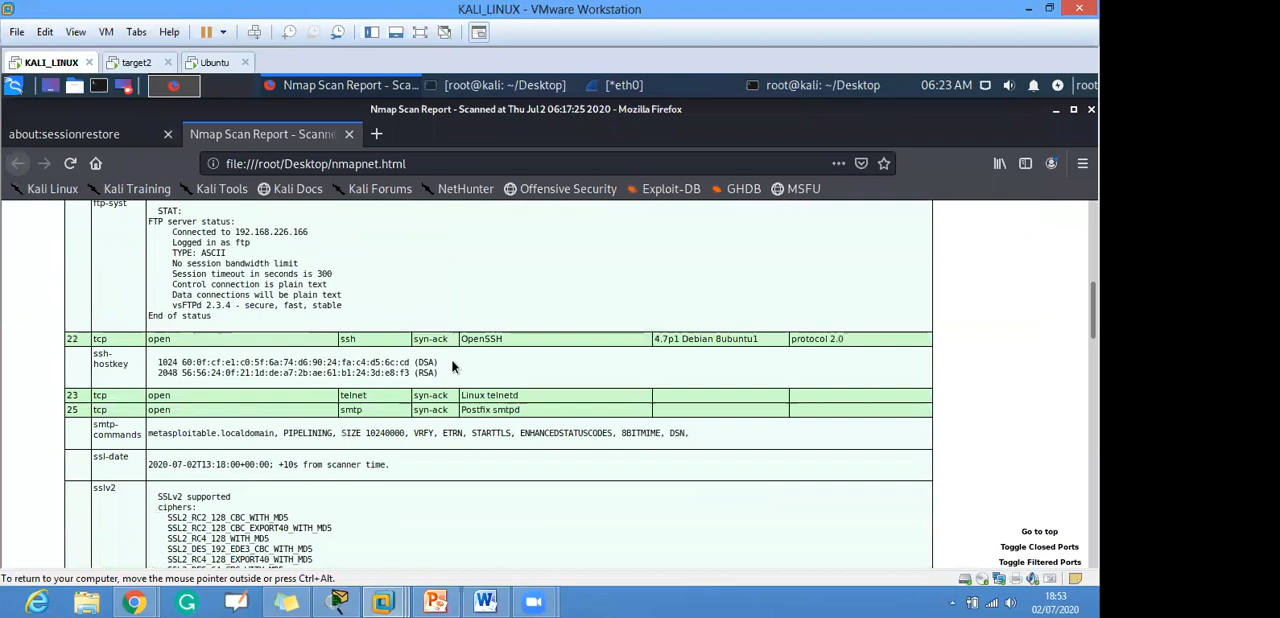 KALI_LINUX - VMware Workstation
File Edit View VM Tabs Help
KALI_LINUX target2 Ubuntu
Nmap Scan Report - Sca... [root@kali: ~/Desktop] [*eth0] root@kali: ~/Desktop 06:23 AM root
Nmap Scan Report - Scanned at Thu Jul 2 06:17:25 2020 - Mozilla Firefox
about:sessionrestore Nmap Scan Report - Scanne
file:///root/Desktop/nmapnet.html
Kali Linux Kali Training Kali Tools Kali Docs Kali Forums NetHunter Offensive Security Exploit-DB GHDB MSFU
ftp-syst
STAT:
FTP server status:
Connected to 192.168.226.166
Logged in as ftp
TYPE: ASCII
No session bandwidth limit
Session timeout in seconds is 300
Control connection is plain text
Data connections will be plain text
vsFTPd 2.3.4 - secure, fast, stable
End of status
22 tcp open ssh syn-ack OpenSSH 4.7p1 Debian 8ubuntu1 protocol 2.0
ssh-hostkey
1024 60:0f:cf:e1:c0:5f:6a:74:d6:90:24:fa:c4:d5:6c:cd (DSA)
2048 56:56:24:0f:21:1d:de:a7:2b:ae:61:b1:24:3d:e8:f3 (RSA)
23 tcp open telnet syn-ack Linux telnetd
25 tcp open smtp syn-ack Postfix smtpd
smtp-commands
metasploitable.localdomain, PIPELINING, SIZE 10240000, VRFY, ETRN, STARTTLS, ENHANCEDSTATUSCODES, 8BITMIME, DSN,
ssl-date
2020-07-02T13:18:00+00:00; +10s from scanner time.
sslv2
SSLv2 supported
ciphers:
SSL2_RC2_128_CBC_WITH_MD5
SSL2_RC2_128_CBC_EXPORT40_WITH_MD5
SSL2_RC4_128_WITH_MD5
SSL2_DES_192_EDE3_CBC_WITH_MD5
SSL2_RC4_128_EXPORT40_WITH_MD5
Go to top
Toggle Closed Ports
Toggle Filtered Ports
To return to your computer, move the mouse pointer outside or press Ctrl+Alt.
18:53
02/07/2020